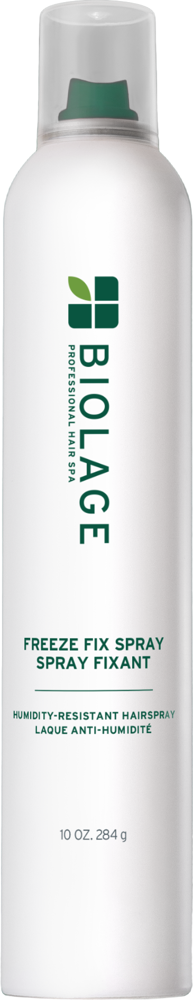 BIOLAGE
PROFESSIONAL HAIR SPA
FREEZE FIX SPRAY
SPRAY FIXANT
HUMIDITY-RESISTANT HAIRSPRAY
LAQUE ANTI-HUMIDITÉ
10 OZ. 284 g